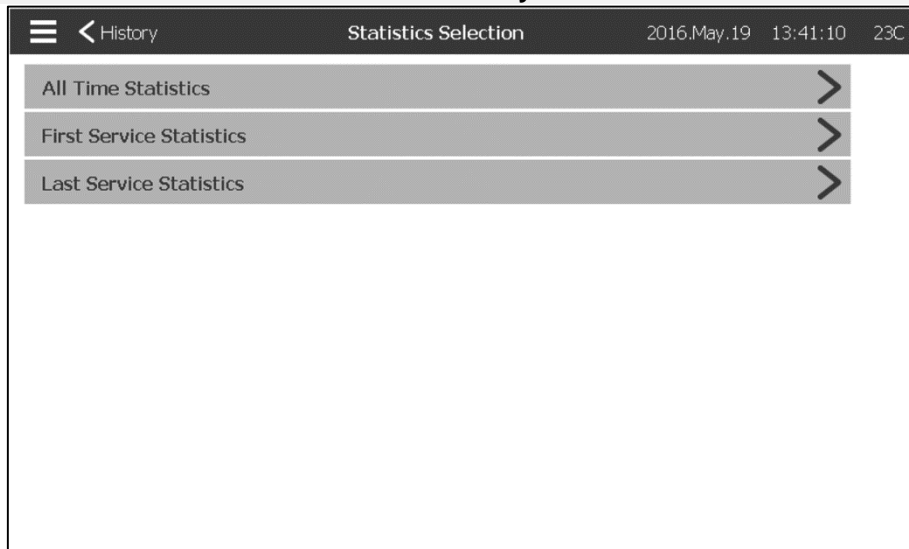 History Statistics Selection 2016.May.19 13:41:10 23C
All Time Statistics
First Service Statistics
Last Service Statistics